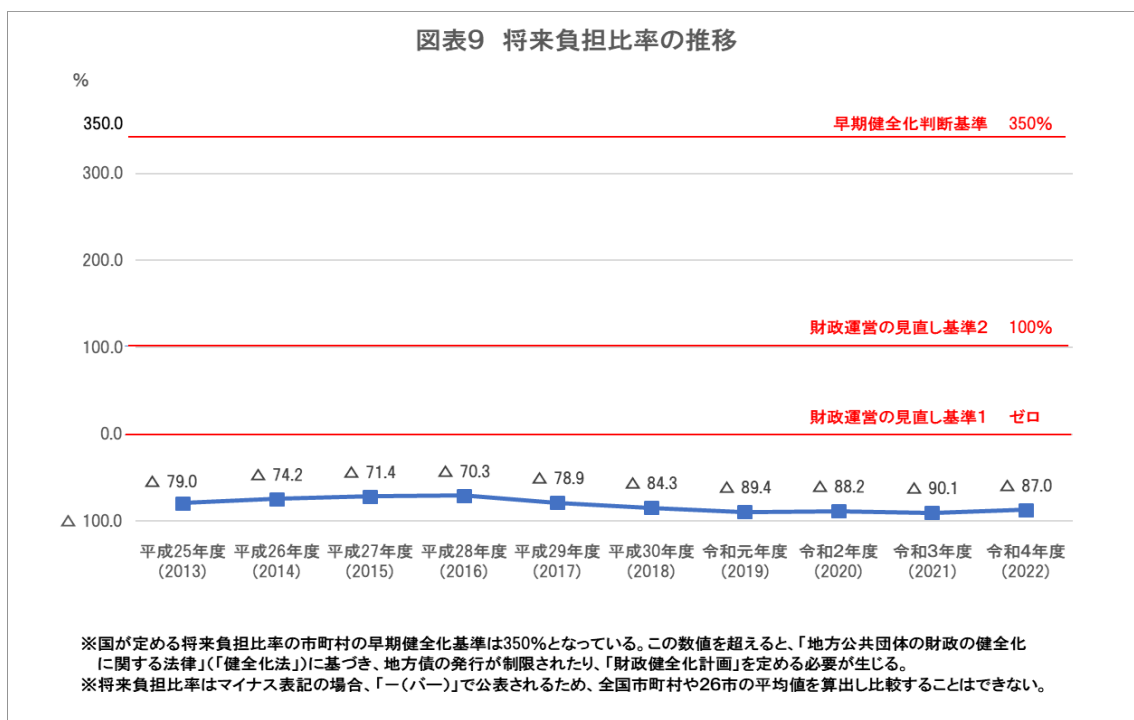 図表9 将来負担比率の推移
%
350.0
早期健全化判断基準 350%
300.0
200.0
財政運営の見直し基準2 100%
100.0
財政運営の見直し基準1 ゼロ
0.0
△ 79.0 △ 74.2 △ 71.4 △ 70.3 △ 78.9 △ 84.3 △ 89.4 △ 88.2 △ 90.1 △ 87.0
△ 100.0
平成25年度 平成26年度 平成27年度 平成28年度 平成29年度 平成30年度 令和元年度 令和2年度 令和3年度 令和4年度
(2013) (2014) (2015) (2016) (2017) (2018) (2019) (2020) (2021) (2022)
※国が定める将来負担比率の市町村の早期健全化基準は350%となっている。この数値を超えると、「地方公共団体の財政の健全化
に関する法律」(「健全化法」)に基づき、地方債の発行が制限されたり、「財政健全化計画」を定める必要が生じる。
※将来負担比率はマイナス表記の場合、「−(バー)」で公表されるため、全国市町村や26市の平均値を算出し比較することはできない。